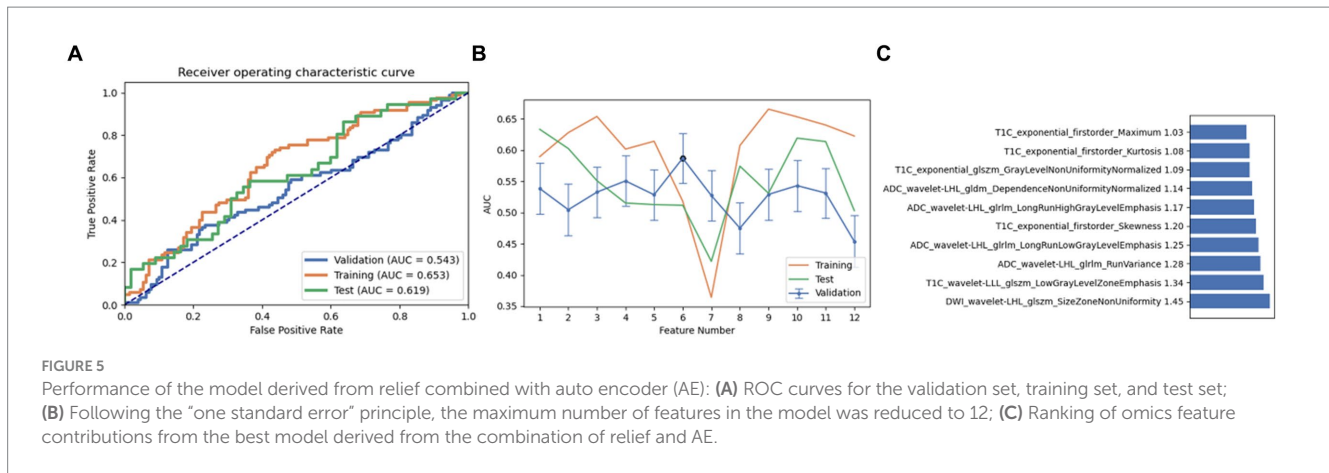 A
Receiver operating characteristic curve
True Positive Rate
1.0
0.8
0.6
0.4
0.2
0.0
Validation (AUC = 0.543)
Training (AUC = 0.653)
Test (AUC = 0.619)
0.0 0.2 0.4 0.6 0.8 1.0
False Positive Rate
B
AUC
0.65
0.60
0.55
0.50
0.45
0.40
0.35
Training
Test
Validation
1 2 3 4 5 6 7 8 9 10 11 12
Feature Number
C
T1C_exponential_firstorder_Maximum 1.03
T1C_exponential_firstorder_Kurtosis 1.08
T1C_exponential_glszm_GrayLevelNonUniformityNormalized 1.09
ADC_wavelet-LHL_gldm_DependenceNonUniformityNormalized 1.14
ADC_wavelet-LHL_glrlm_LongRunHighGrayLevelEmphasis 1.17
T1C_exponential_firstorder_Skewness 1.20
ADC_wavelet-LHL_glrlm_LongRunLowGrayLevelEmphasis 1.25
ADC_wavelet-LHL_glrlm_RunVariance 1.28
T1C_wavelet-LLL_glszm_LowGrayLevelZoneEmphasis 1.34
DWI_wavelet-LHL_glszm_SizeZoneNonUniformity 1.45
FIGURE 5
Performance of the model derived from relief combined with auto encoder (AE): (A) ROC curves for the validation set, training set, and test set;
(B) Following the “one standard error” principle, the maximum number of features in the model was reduced to 12; (C) Ranking of omics feature
contributions from the best model derived from the combination of relief and AE.